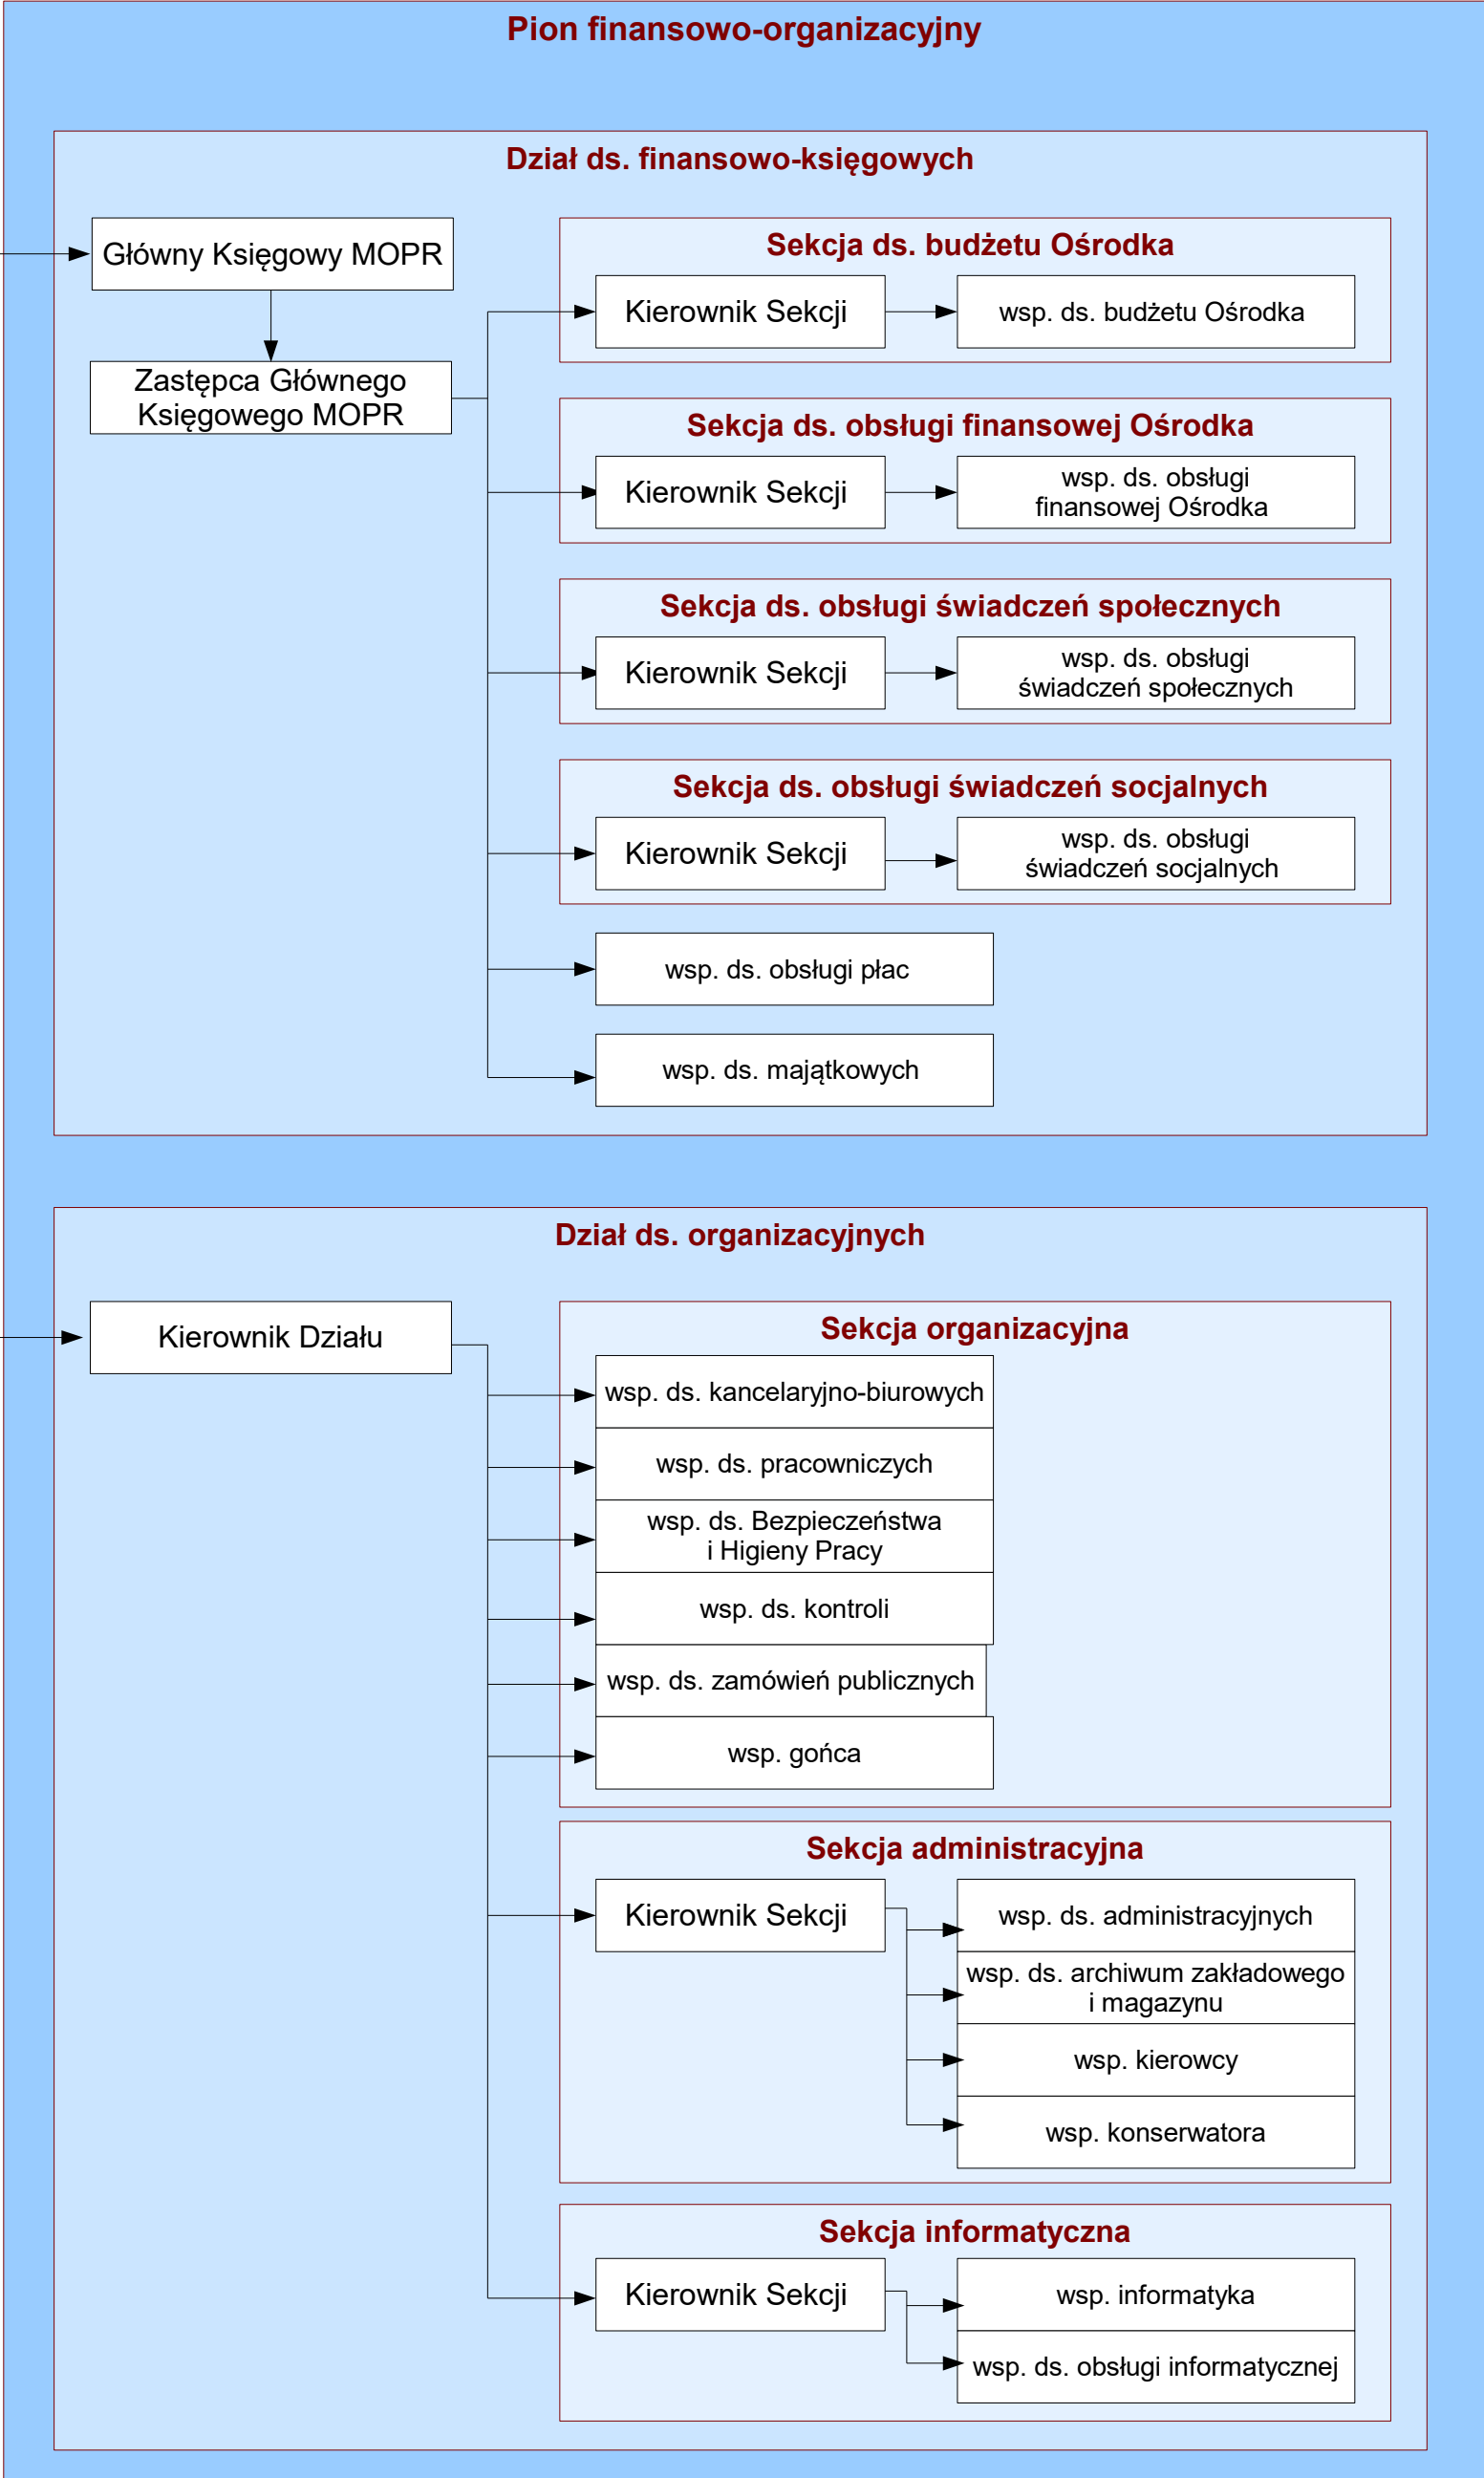 Pion finansowo-organizacyjny
Dział ds. finansowo-księgowych
Główny Księgowy MOPR
Zastępca Głównego
Księgowego MOPR
Sekcja ds. budżetu Ośrodka
Kierownik Sekcji
wsp. ds. budżetu Ośrodka
Sekcja ds. obsługi finansowej Ośrodka
Kierownik Sekcji
wsp. ds. obsługi
finansowej Ośrodka
Sekcja ds. obsługi świadczeń społecznych
Kierownik Sekcji
wsp. ds. obsługi
świadczeń społecznych
Sekcja ds. obsługi świadczeń socjalnych
Kierownik Sekcji
wsp. ds. obsługi
świadczeń socjalnych
wsp. ds. obsługi płac
wsp. ds. majątkowych
Dział ds. organizacyjnych
Kierownik Działu
Sekcja organizacyjna
wsp. ds. kancelaryjno-biurowych
wsp. ds. pracowniczych
wsp. ds. Bezpieczeństwa
i Higieny Pracy
wsp. ds. kontroli
wsp. ds. zamówień publicznych
wsp. gońca
Sekcja administracyjna
Kierownik Sekcji
wsp. ds. administracyjnych
wsp. ds. archiwum zakładowego
i magazynu
wsp. kierowcy
wsp. konserwatora
Sekcja informatyczna
Kierownik Sekcji
wsp. informatyka
wsp. ds. obsługi informatycznej